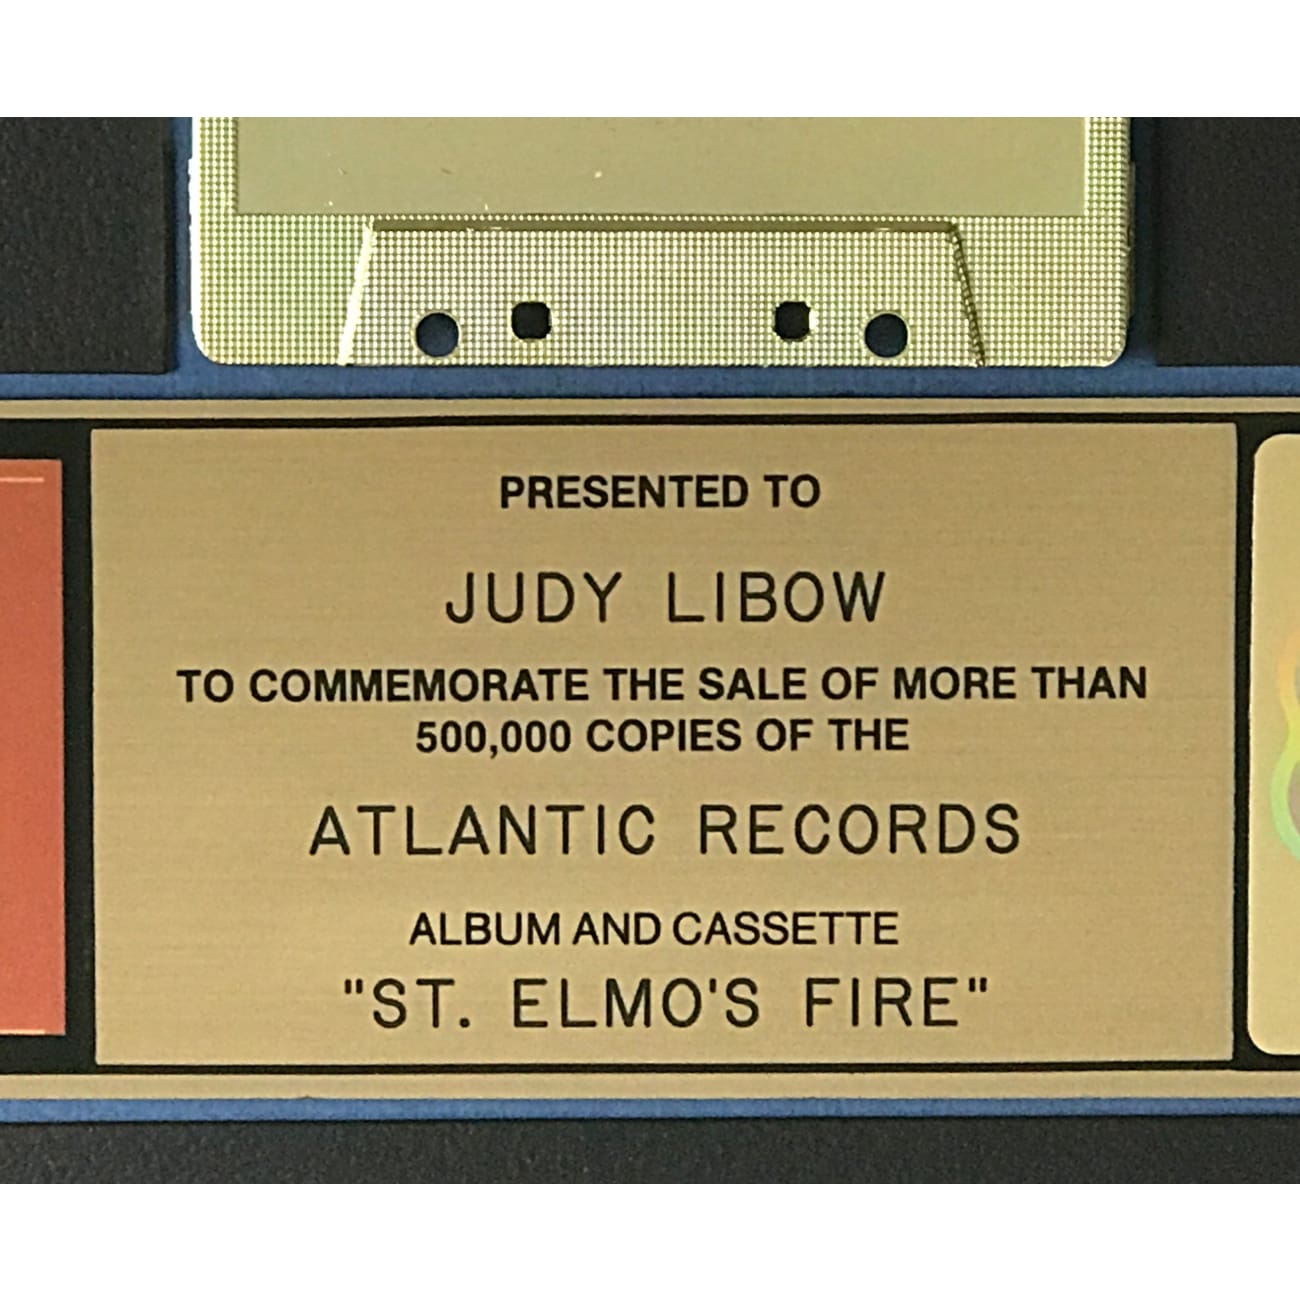 PRESENTED TO
JUDY LIBOW
TO COMMEMORATE THE SALE OF MORE THAN
500,000 COPIES OF THE
ATLANTIC RECORDS
ALBUM AND CASSETTE
"ST. ELMO'S FIRE"